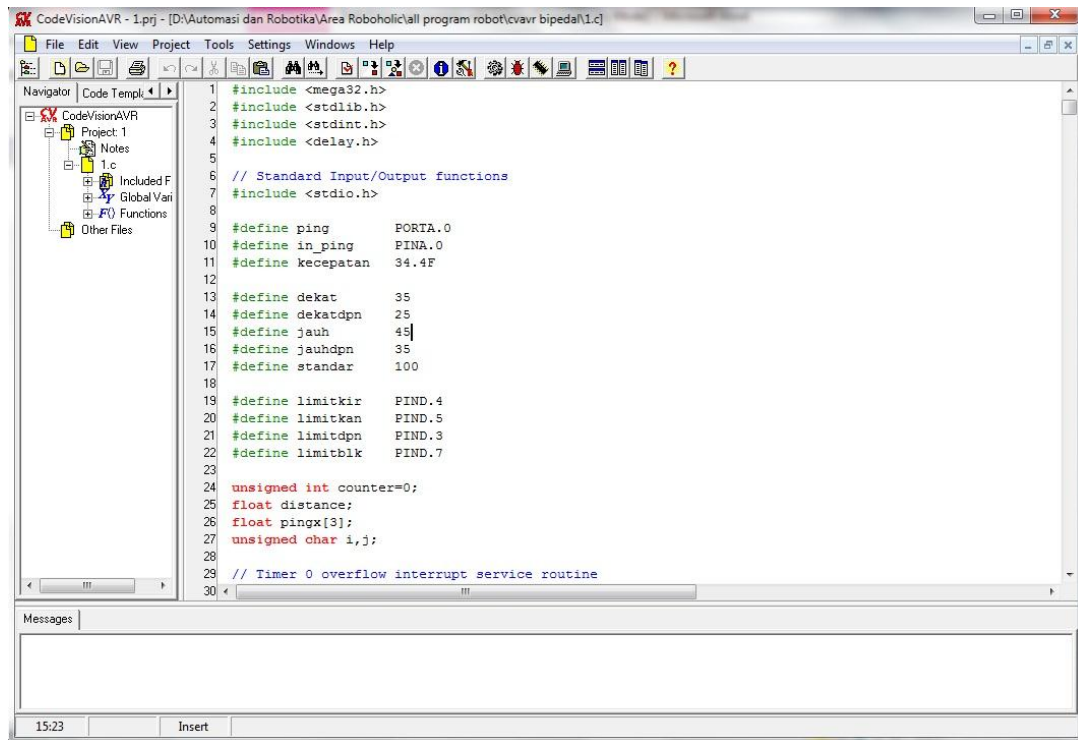 CodeVisionAVR - 1.prj - [D:\Automasi dan Robotika\Area Roboholic\all program robot\cvavr bipedal\1.c]
File Edit View Project Tools Settings Windows Help
Navigator Code Templ
CodeVisionAVR
Project: 1
Notes
1.c
Included F
Global Vari
Functions
Other Files
1 #include <mega32.h>
2 #include <stdlib.h>
3 #include <stdint.h>
4 #include <delay.h>
5
6 // Standard Input/Output functions
7 #include <stdio.h>
8
9 #define ping PORTA.0
10 #define in_ping PINA.0
11 #define kecepatan 34.4F
12
13 #define dekat 35
14 #define dekatdpn 25
15 #define jauh 45
16 #define jauhdpn 35
17 #define standar 100
18
19 #define limitkir PIND.4
20 #define limitkan PIND.5
21 #define limitdpn PIND.3
22 #define limitblk PIND.7
23
24 unsigned int counter=0;
25 float distance;
26 float pingx[3];
27 unsigned char i,j;
28
29 // Timer 0 overflow interrupt service routine
30
Messages
15:23 Insert